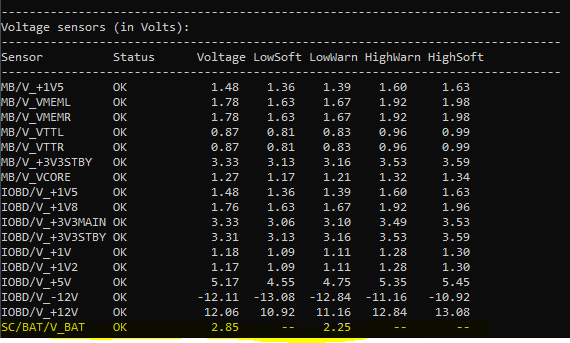 --------------------------------------------------------------------------------
Voltage sensors (in Volts):
--------------------------------------------------------------------------------
Sensor Status Voltage LowSoft LowWarn HighWarn HighSoft
--------------------------------------------------------------------------------
MB/V_+1V5 OK 1.48 1.36 1.39 1.60 1.63
MB/V_VMEML OK 1.78 1.63 1.67 1.92 1.98
MB/V_VMEMR OK 1.78 1.63 1.67 1.92 1.98
MB/V_VTTL OK 0.87 0.81 0.83 0.96 0.99
MB/V_VTTR OK 0.87 0.81 0.83 0.96 0.99
MB/V_+3V3STBY OK 3.33 3.13 3.16 3.53 3.59
MB/V_VCORE OK 1.27 1.17 1.21 1.32 1.34
IOBD/V_+1V5 OK 1.48 1.36 1.39 1.60 1.63
IOBD/V_+1V8 OK 1.76 1.63 1.67 1.92 1.96
IOBD/V_+3V3MAIN OK 3.33 3.06 3.10 3.49 3.53
IOBD/V_+3V3STBY OK 3.31 3.13 3.16 3.53 3.59
IOBD/V_+1V OK 1.18 1.09 1.11 1.28 1.30
IOBD/V_+1V2 OK 1.17 1.09 1.11 1.28 1.30
IOBD/V_+5V OK 5.17 4.55 4.75 5.35 5.45
IOBD/V_-12V OK -12.11 -13.08 -12.84 -11.16 -10.92
IOBD/V_+12V OK 12.06 10.92 11.16 12.84 13.08
SC/BAT/V_BAT OK 2.85 -- 2.25 -- --